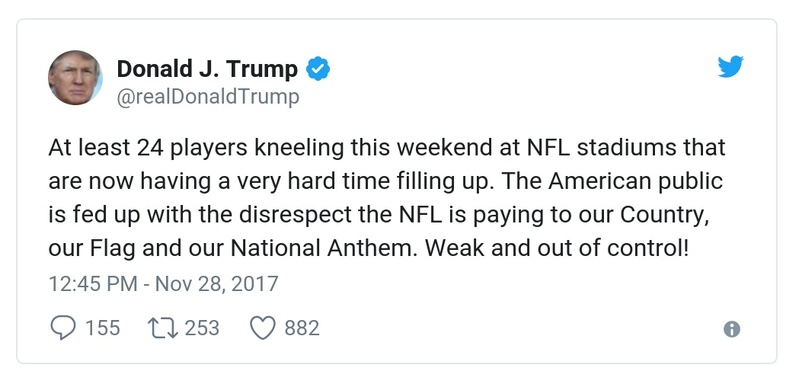 Donald J. Trump
@realDonaldTrump
At least 24 players kneeling this weekend at NFL stadiums that
are now having a very hard time filling up. The American public
is fed up with the disrespect the NFL is paying to our Country,
our Flag and our National Anthem. Weak and out of control!
12:45 PM - Nov 28, 2017
155 253 882